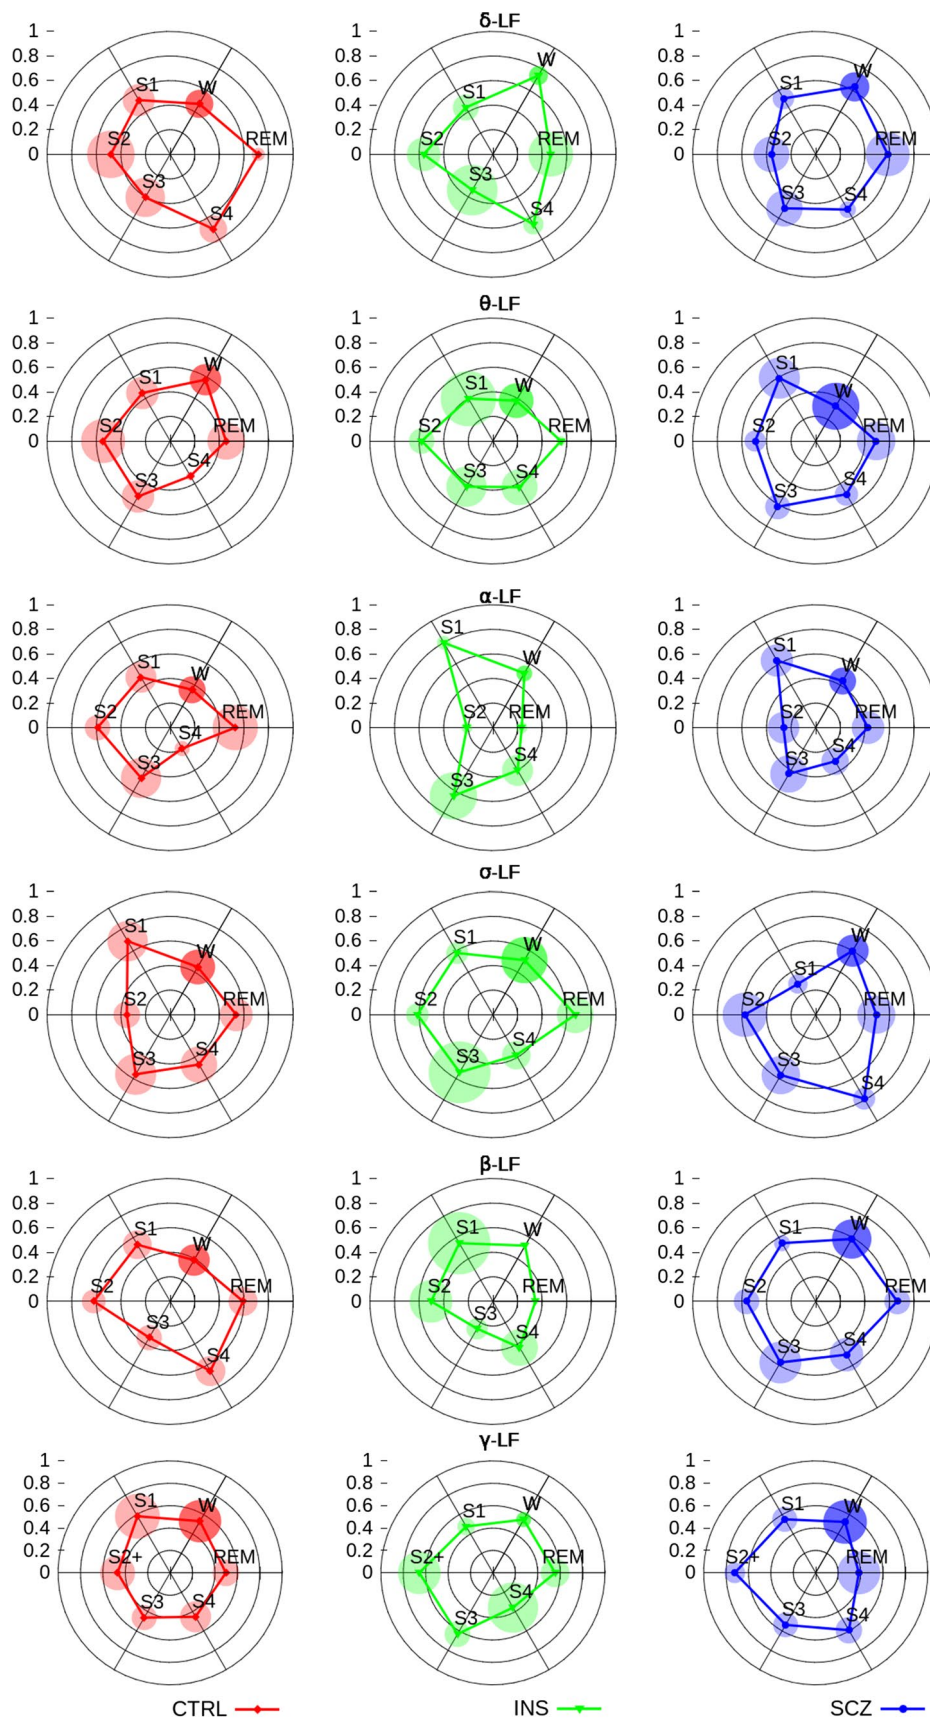 δ-LF
1 0.8 0.6 0.4 0.2 0 S1 W S2 REM S3 S4
1 0.8 0.6 0.4 0.2 0 S1 W S2 REM S3 S4
1 0.8 0.6 0.4 0.2 0 S1 W S2 REM S3 S4
θ-LF
1 0.8 0.6 0.4 0.2 0 S1 W S2 REM S3 S4
1 0.8 0.6 0.4 0.2 0 S1 W S2 REM S3 S4
1 0.8 0.6 0.4 0.2 0 S1 W S2 REM S3 S4
α-LF
1 0.8 0.6 0.4 0.2 0 S1 W S2 REM S3 S4
1 0.8 0.6 0.4 0.2 0 S1 W S2 REM S3 S4
1 0.8 0.6 0.4 0.2 0 S1 W S2 REM S3 S4
σ-LF
1 0.8 0.6 0.4 0.2 0 S1 W S2 REM S3 S4
1 0.8 0.6 0.4 0.2 0 S1 W S2 REM S3 S4
1 0.8 0.6 0.4 0.2 0 S1 W S2 REM S3 S4
β-LF
1 0.8 0.6 0.4 0.2 0 S1 W S2 REM S3 S4
1 0.8 0.6 0.4 0.2 0 S1 W S2 REM S3 S4
1 0.8 0.6 0.4 0.2 0 S1 W S2 REM S3 S4
γ-LF
1 0.8 0.6 0.4 0.2 0 S1 W S2+ REM S3 S4
1 0.8 0.6 0.4 0.2 0 S1 W S2+ REM S3 S4
1 0.8 0.6 0.4 0.2 0 S1 W S2+ REM S3 S4
CTRL INS SCZ